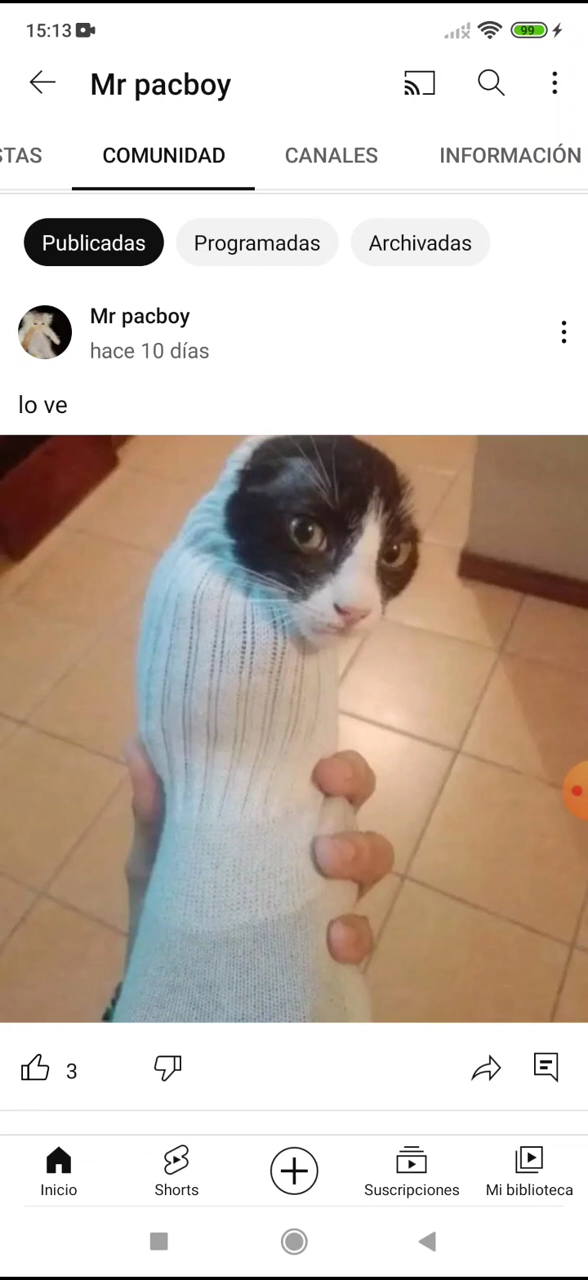 15:13
99
Mr pacboy
STAS COMUNIDAD CANALES INFORMACIÓN
Publicadas Programadas Archivadas
Mr pacboy
hace 10 días
lo ve
3
Inicio Shorts Suscripciones Mi biblioteca